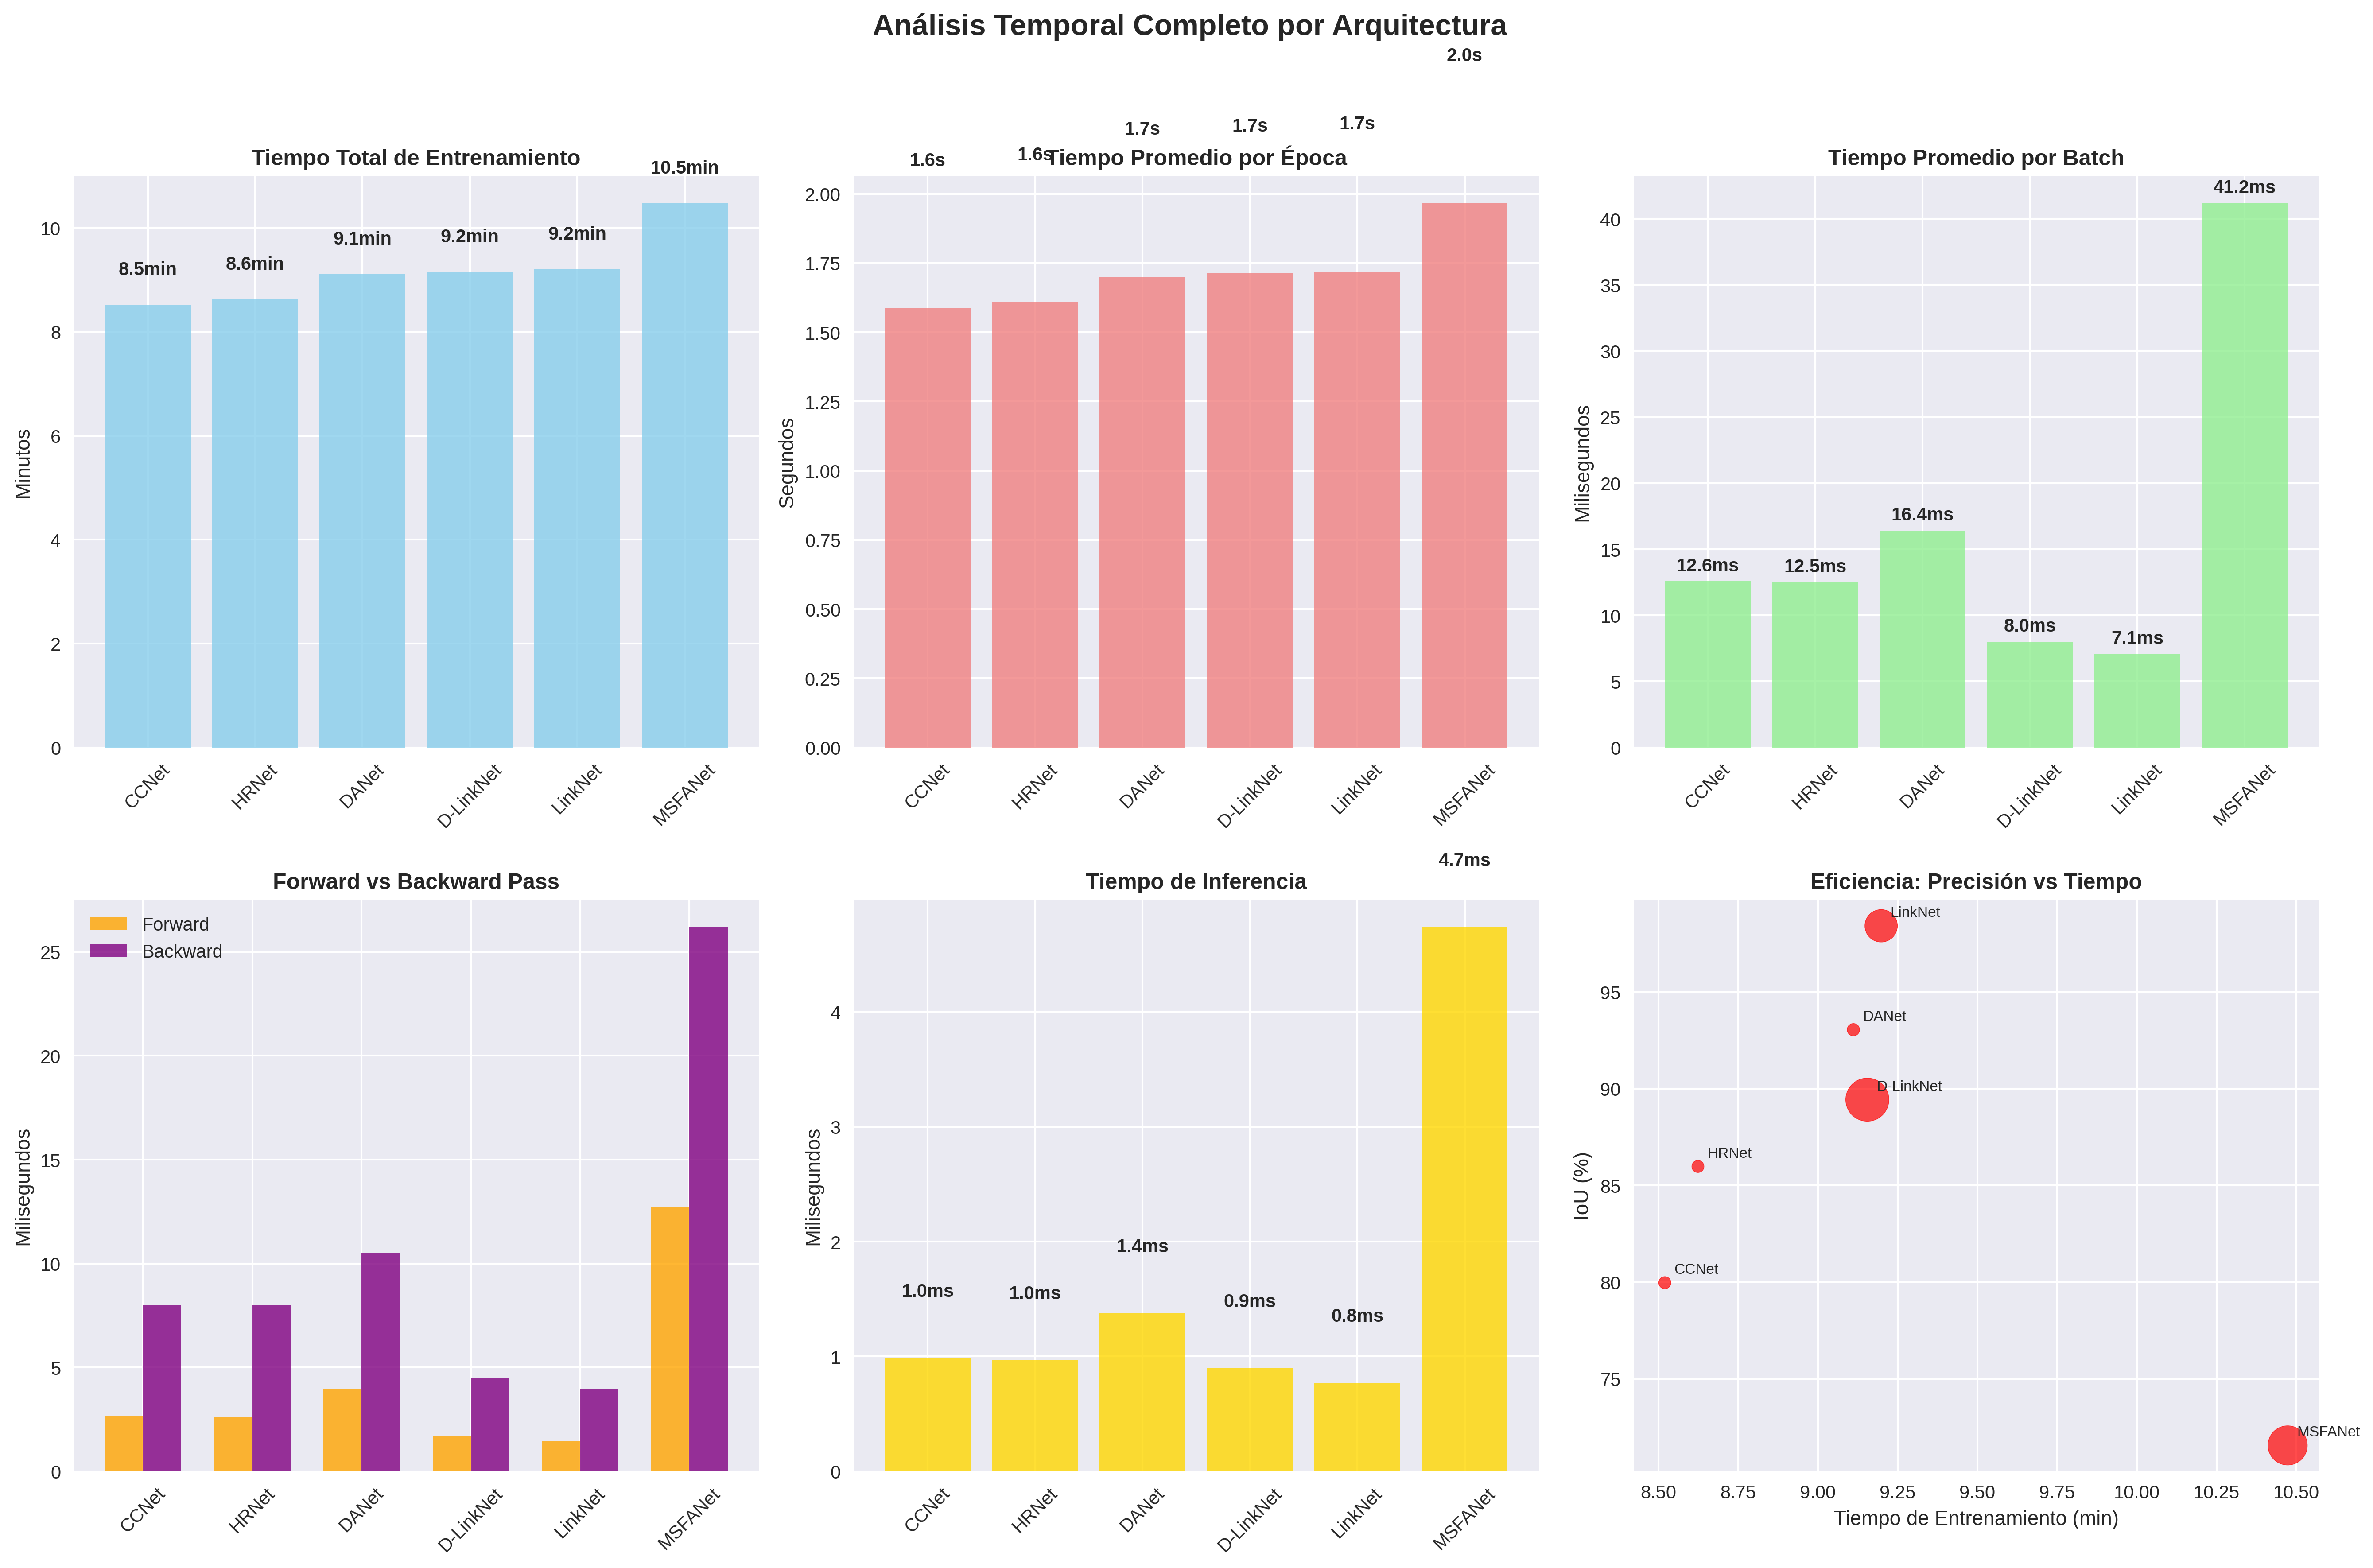 Análisis Temporal Completo por Arquitectura
Tiempo Total de Entrenamiento
10.5min
9.1min
9.2min
9.2min
8.5min
8.6min
10
8
6
4
2
0
Minutos
CCNet
HRNet
DANet
D-LinkNet
LinkNet
MSFANet
2.0s
1.7s
1.7s
1.7s
1.6s
1.6s
Tiempo Promedio por Época
2.00
1.75
1.50
1.25
1.00
0.75
0.50
0.25
0.00
Segundos
CCNet
HRNet
DANet
D-LinkNet
LinkNet
MSFANet
Tiempo Promedio por Batch
41.2ms
16.4ms
12.6ms
12.5ms
8.0ms
7.1ms
40
35
30
25
20
15
10
5
0
Milisegundos
CCNet
HRNet
DANet
D-LinkNet
LinkNet
MSFANet
Forward vs Backward Pass
Forward
Backward
25
20
15
10
5
0
Milisegundos
CCNet
HRNet
DANet
D-LinkNet
LinkNet
MSFANet
4.7ms
Tiempo de Inferencia
1.4ms
1.0ms
1.0ms
0.9ms
0.8ms
4
3
2
1
0
Milisegundos
CCNet
HRNet
DANet
D-LinkNet
LinkNet
MSFANet
Eficiencia: Precisión vs Tiempo
LinkNet
DANet
D-LinkNet
HRNet
CCNet
MSFANet
95
90
85
80
75
IoU (%)
8.50
8.75
9.00
9.25
9.50
9.75
10.00
10.25
10.50
Tiempo de Entrenamiento (min)